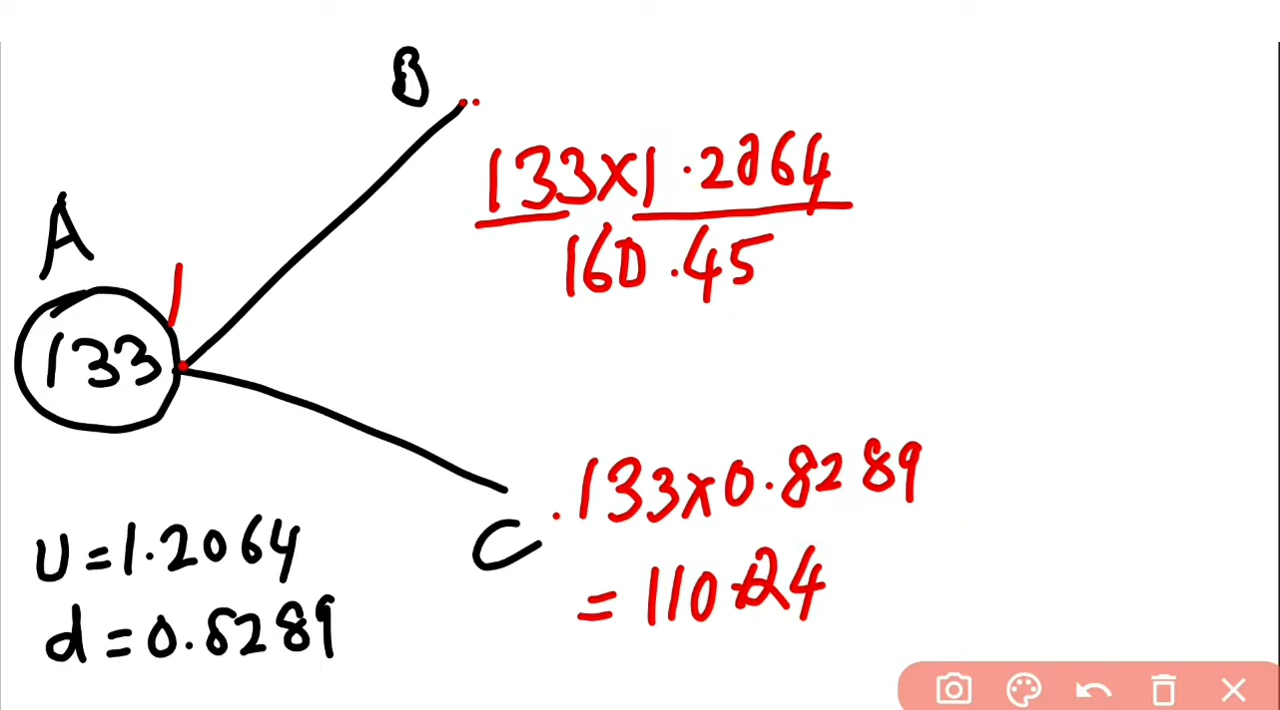 B
133×1.2064
160.45
A
133
C
133×0.8289
= 110.24
U = 1.2064
d = 0.8289